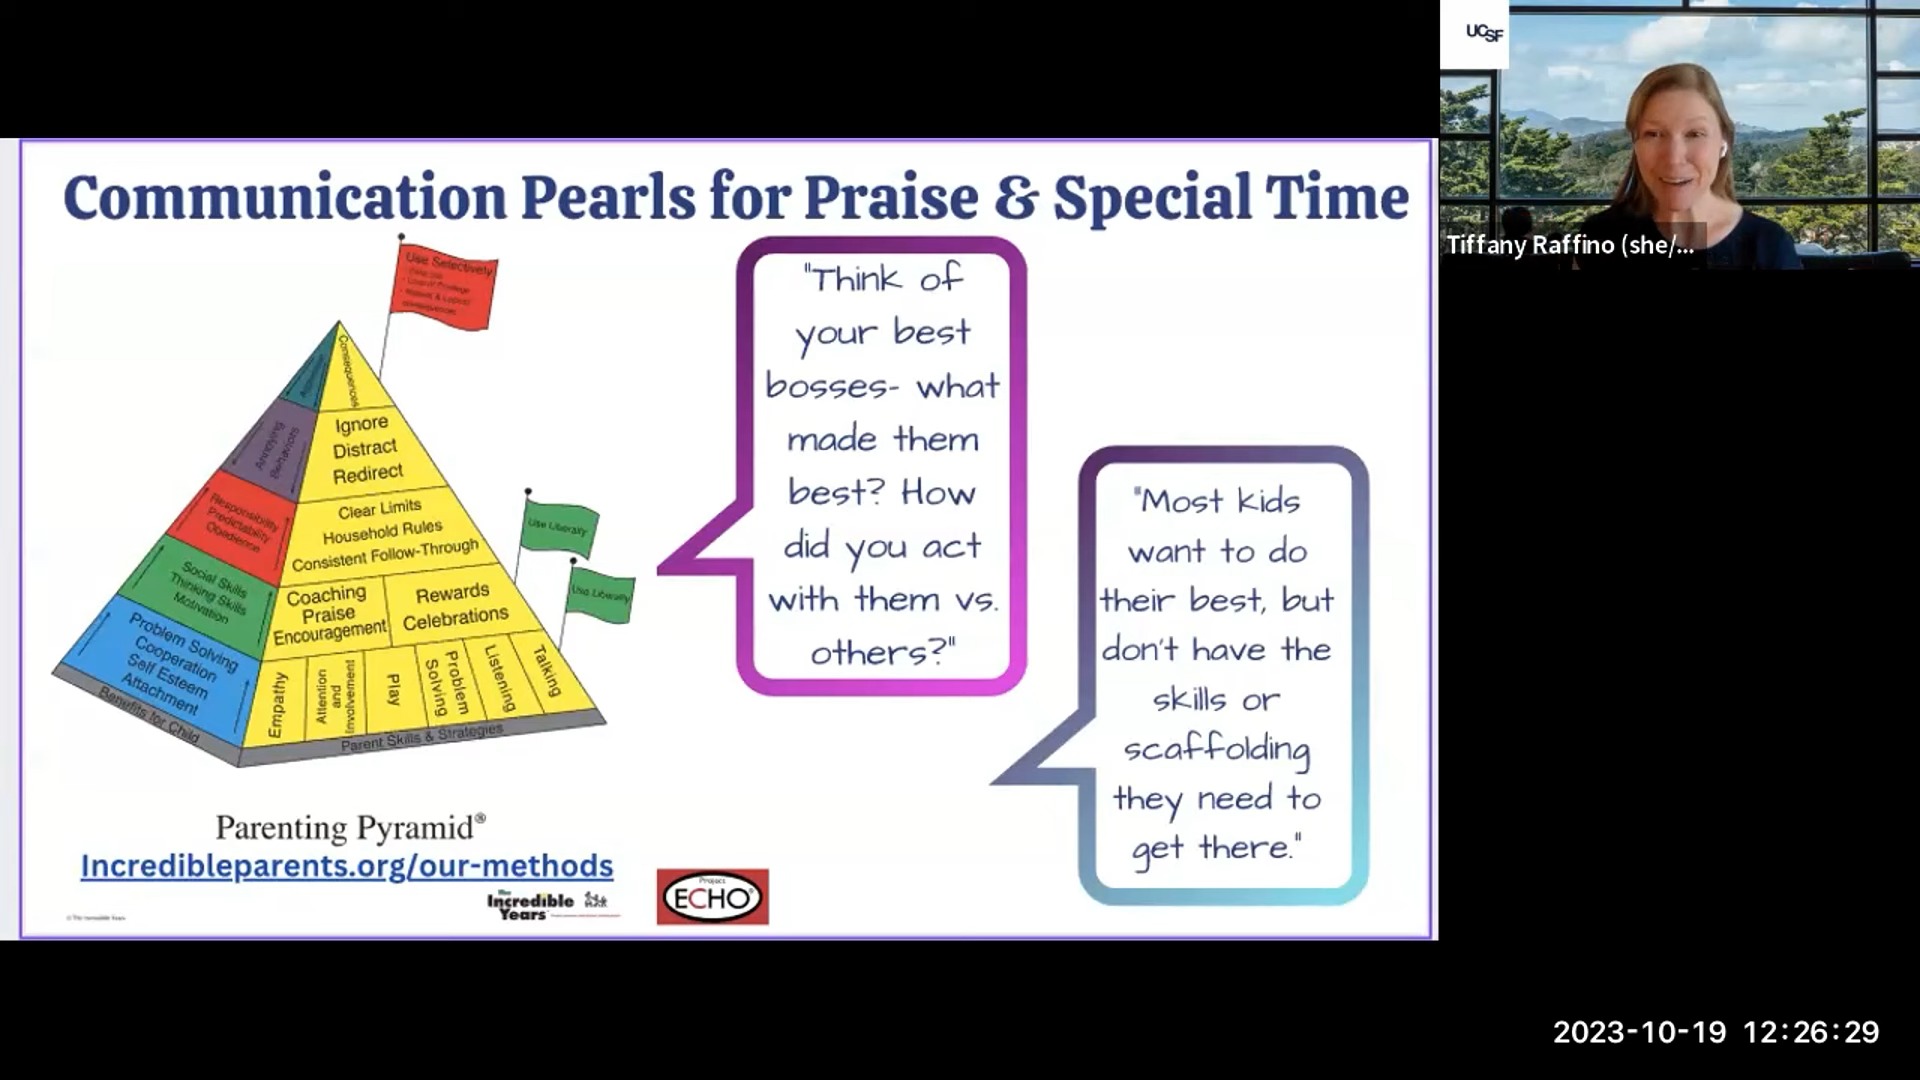 UCSF
Tiffany Raffino (she/...
Communication Pearls for Praise & Special Time
Use Selectively
Consequences
Ignore
Distract
Redirect
Annoying
Behaviors
Clear Limits
Household Rules
Consistent Follow-Through
Responsibility
Predictability
Obedience
Use Liberally
Use Liberally
Coaching
Praise
Encouragement
Rewards
Celebrations
Social Skills
Thinking Skills
Motivation
Empathy
Attention
and
Involvement
Play
Problem
Solving
Listening
Talking
Problem Solving
Cooperation
Self Esteem
Attachment
Benefits for Child
Parent Skills & Strategies
Parenting Pyramid®
Incredibleparents.org/our-methods
The
Incredible
Years
Project
ECHO®
"Think of
your best
bosses- what
made them
best? How
did you act
with them vs.
others?"
"Most kids
want to do
their best, but
don't have the
skills or
scaffolding
they need to
get there."
2023-10-19 12:26:29